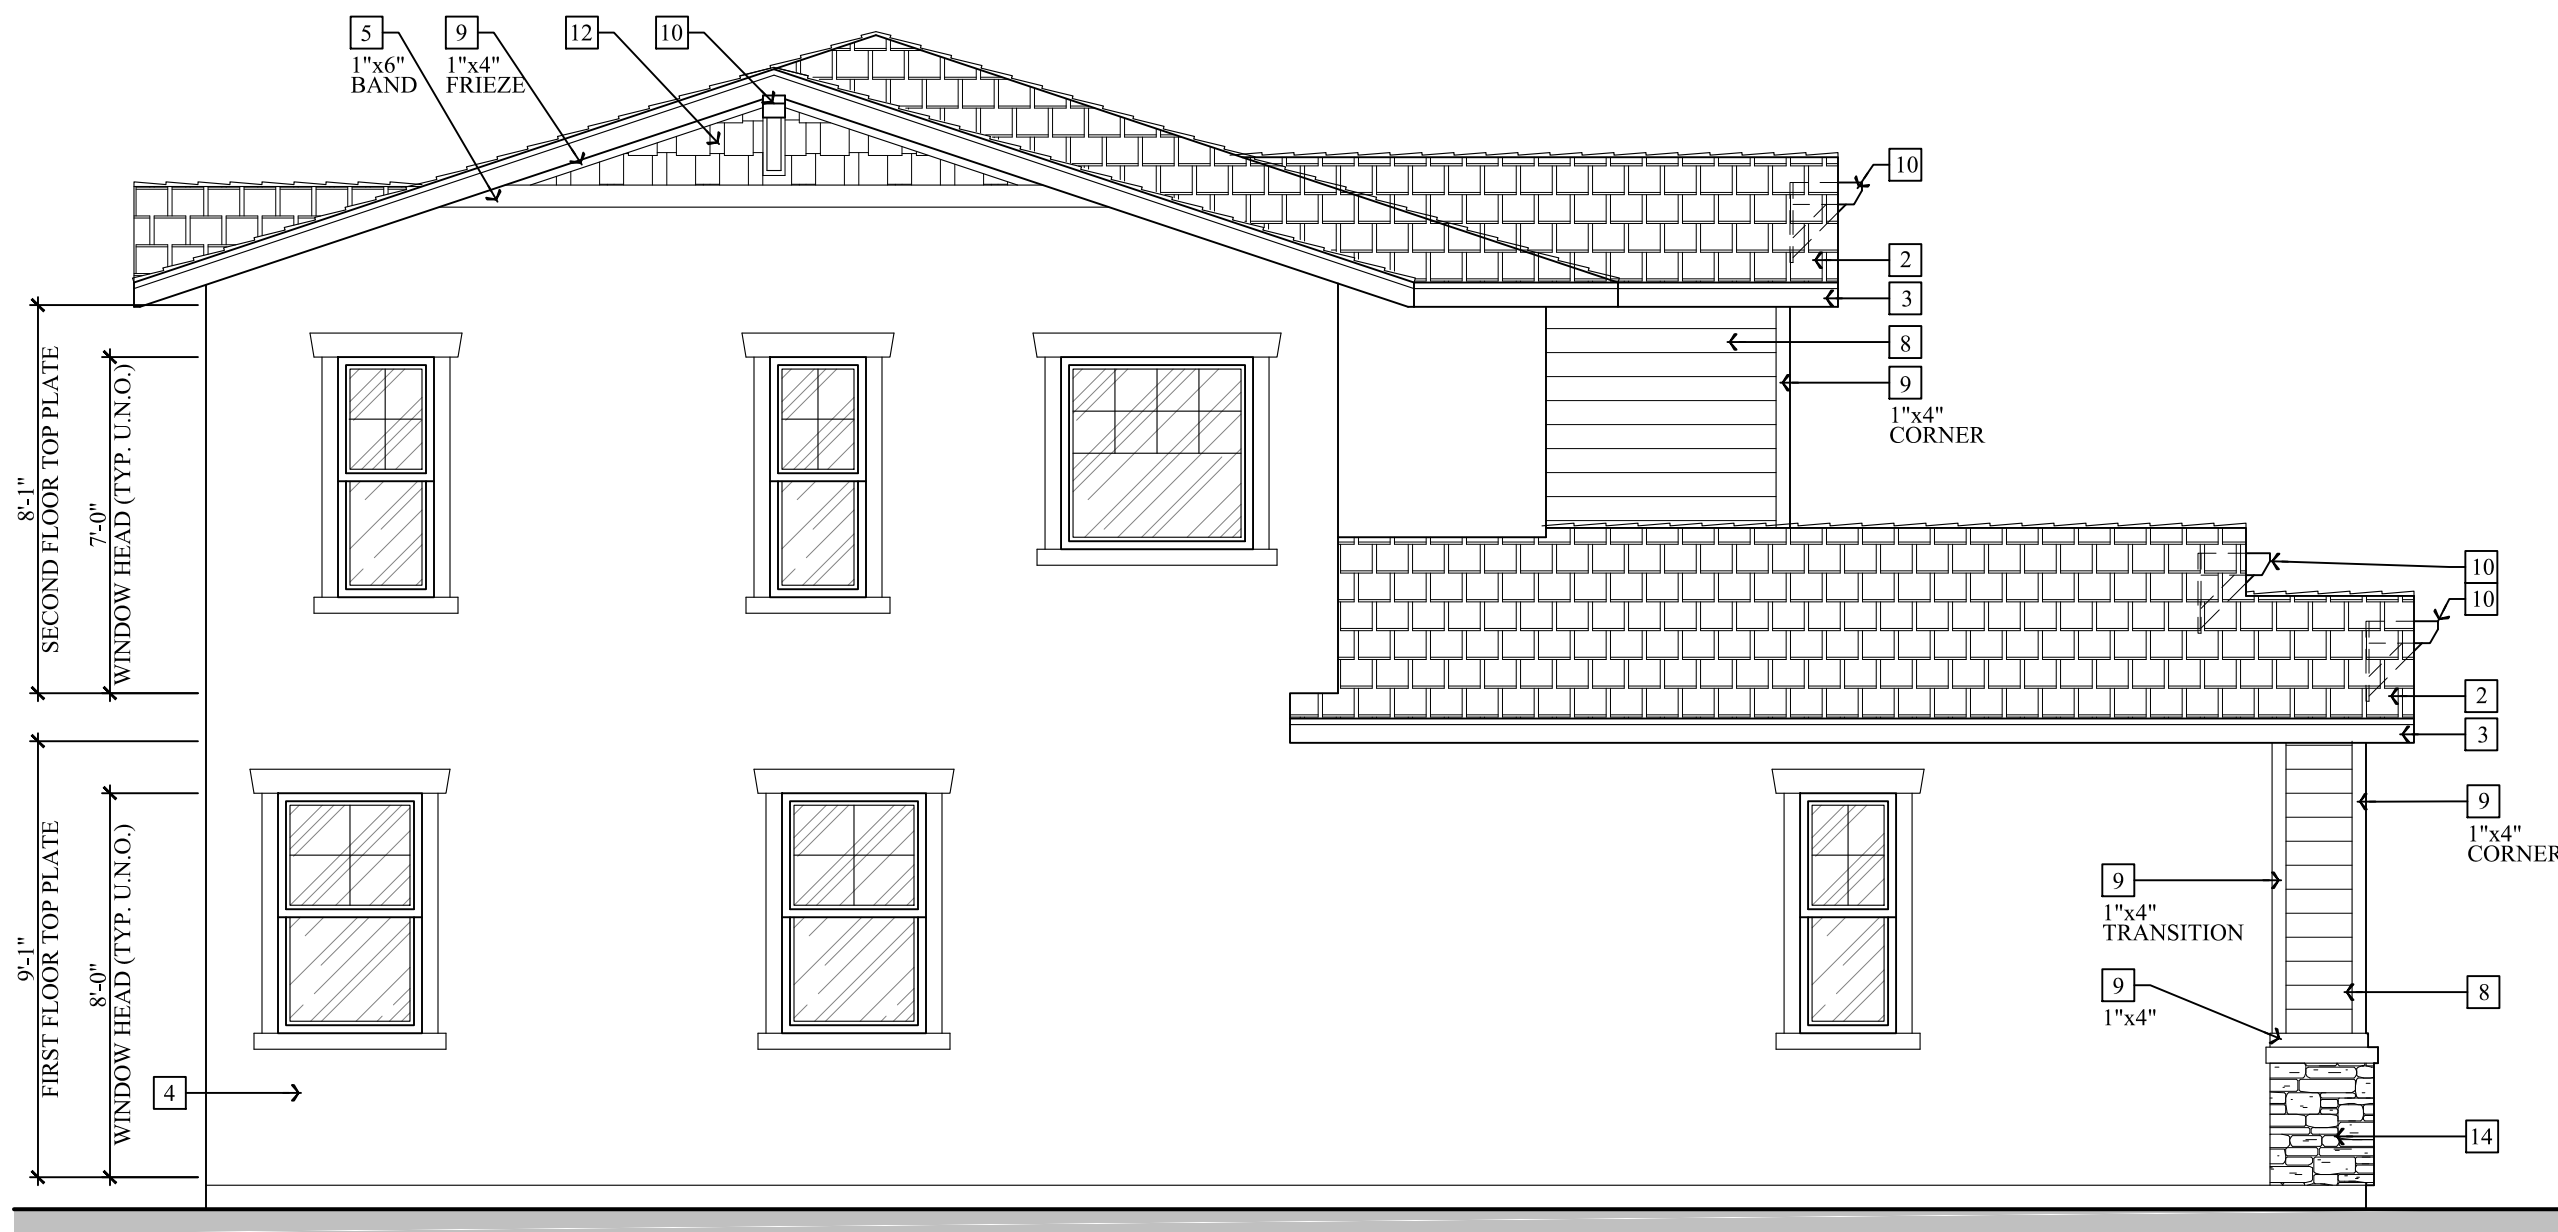 5
1"x6"
BAND
9
1"x4"
FRIEZE
12
10
10
2
3
8
9
1"x4"
CORNER
8'-1"
SECOND FLOOR TOP PLATE
7'-0"
WINDOW HEAD (TYP. U.N.O.)
10
10
2
3
9
1"x4"
CORNER
9
1"x4"
TRANSITION
9
1"x4"
8
14
9'-1"
FIRST FLOOR TOP PLATE
8'-0"
WINDOW HEAD (TYP. U.N.O.)
4